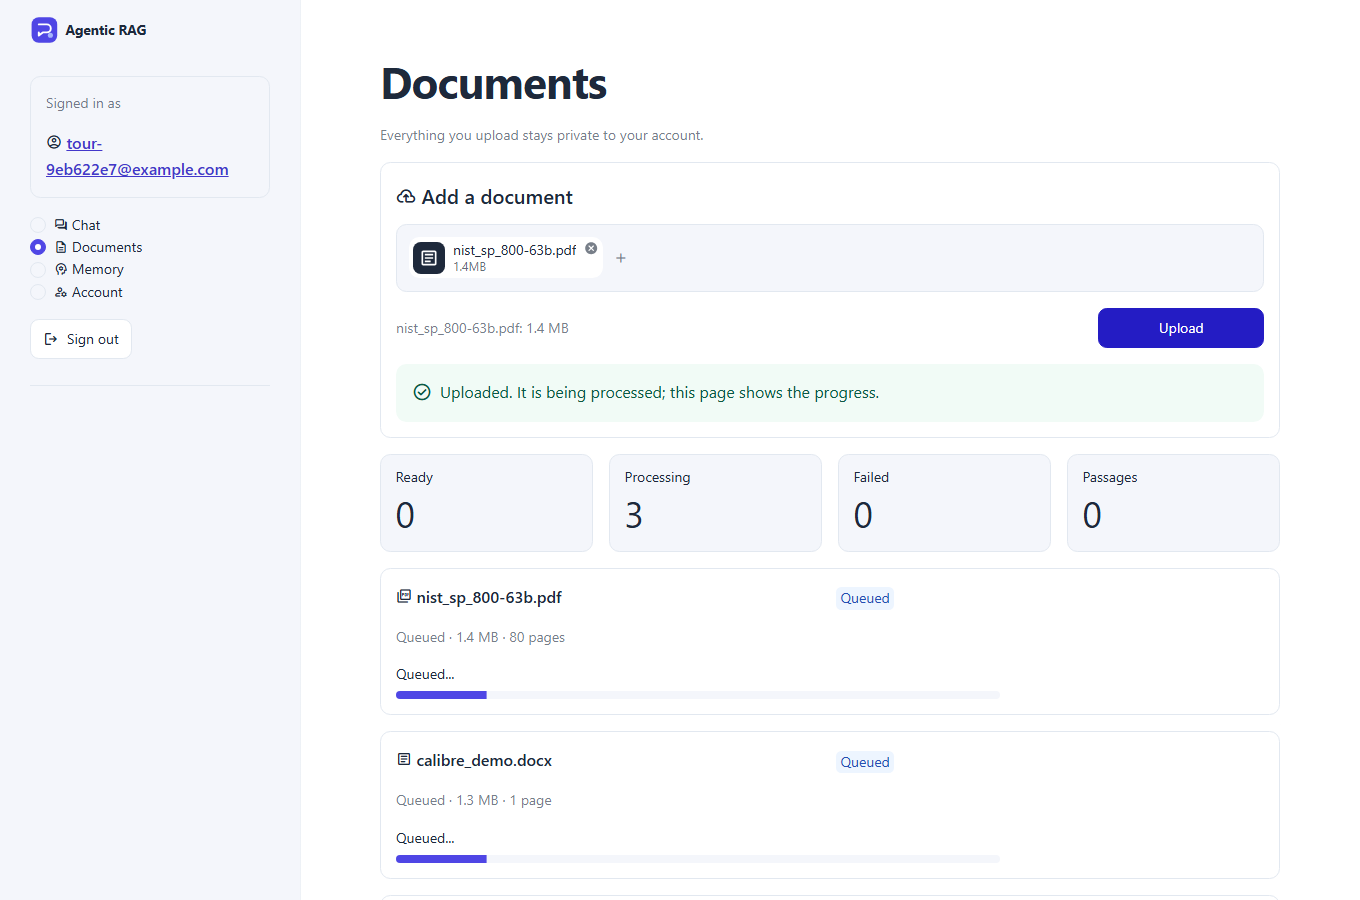 Agentic RAG
Signed in as
tour-
9eb622e7@example.com
Chat
Documents
Memory
Account
Sign out
Documents
Everything you upload stays private to your account.
Add a document
nist_sp_800-63b.pdf
1.4MB
nist_sp_800-63b.pdf: 1.4 MB
Upload
Uploaded. It is being processed; this page shows the progress.
Ready
0
Processing
3
Failed
0
Passages
0
nist_sp_800-63b.pdf
Queued
Queued · 1.4 MB · 80 pages
Queued...
calibre_demo.docx
Queued
Queued · 1.3 MB · 1 page
Queued...